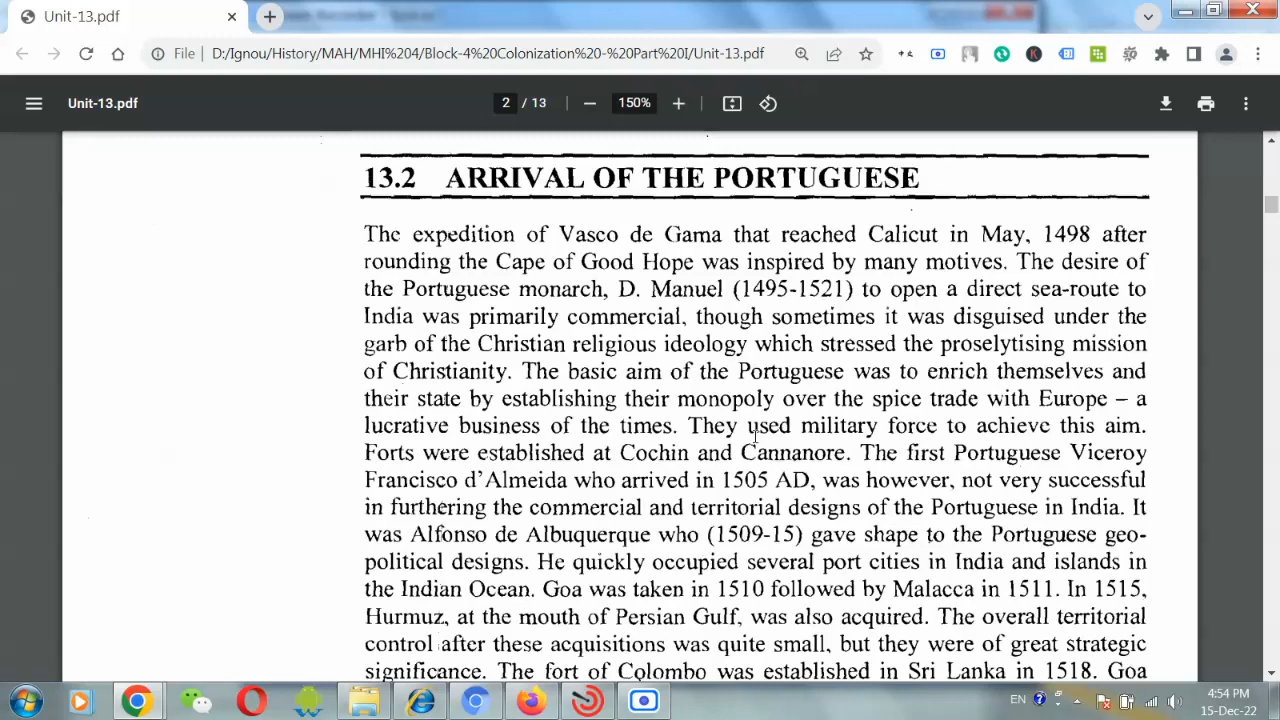 Unit-13.pdf
File
D:/Ignou/History/MAH/MHI%204/Block-4%20Colonization%20-%20Part%20I/Unit-13.pdf
Unit-13.pdf
2 / 13
150%
13.2 ARRIVAL OF THE PORTUGUESE
The expedition of Vasco de Gama that reached Calicut in May, 1498 after
rounding the Cape of Good Hope was inspired by many motives. The desire of
the Portuguese monarch, D. Manuel (1495-1521) to open a direct sea-route to
India was primarily commercial, though sometimes it was disguised under the
garb of the Christian religious ideology which stressed the proselytising mission
of Christianity. The basic aim of the Portuguese was to enrich themselves and
their state by establishing their monopoly over the spice trade with Europe – a
lucrative business of the times. They used military force to achieve this aim.
Forts were established at Cochin and Cannanore. The first Portuguese Viceroy
Francisco d'Almeida who arrived in 1505 AD, was however, not very successful
in furthering the commercial and territorial designs of the Portuguese in India. It
was Alfonso de Albuquerque who (1509-15) gave shape to the Portuguese geo-
political designs. He quickly occupied several port cities in India and islands in
the Indian Ocean. Goa was taken in 1510 followed by Malacca in 1511. In 1515,
Hurmuz, at the mouth of Persian Gulf, was also acquired. The overall territorial
control after these acquisitions was quite small, but they were of great strategic
significance. The fort of Colombo was established in Sri Lanka in 1518. Goa
EN
4:54 PM
15-Dec-22